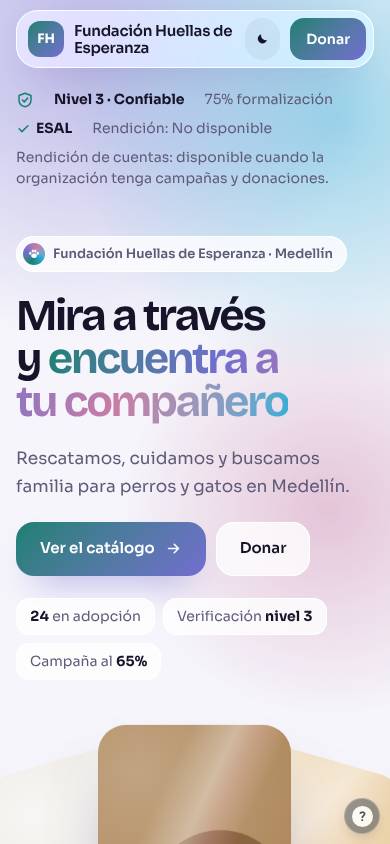 FH
Fundación Huellas de
Esperanza
Donar
Nivel 3 · Confiable 75% formalización
ESAL Rendición: No disponible
Rendición de cuentas: disponible cuando la
organización tenga campañas y donaciones.
Fundación Huellas de Esperanza · Medellín
Mira a través
y encuentra a
tu compañero
Rescatamos, cuidamos y buscamos
familia para perros y gatos en Medellín.
Ver el catálogo →
Donar
24 en adopción
Verificación nivel 3
Campaña al 65%
?